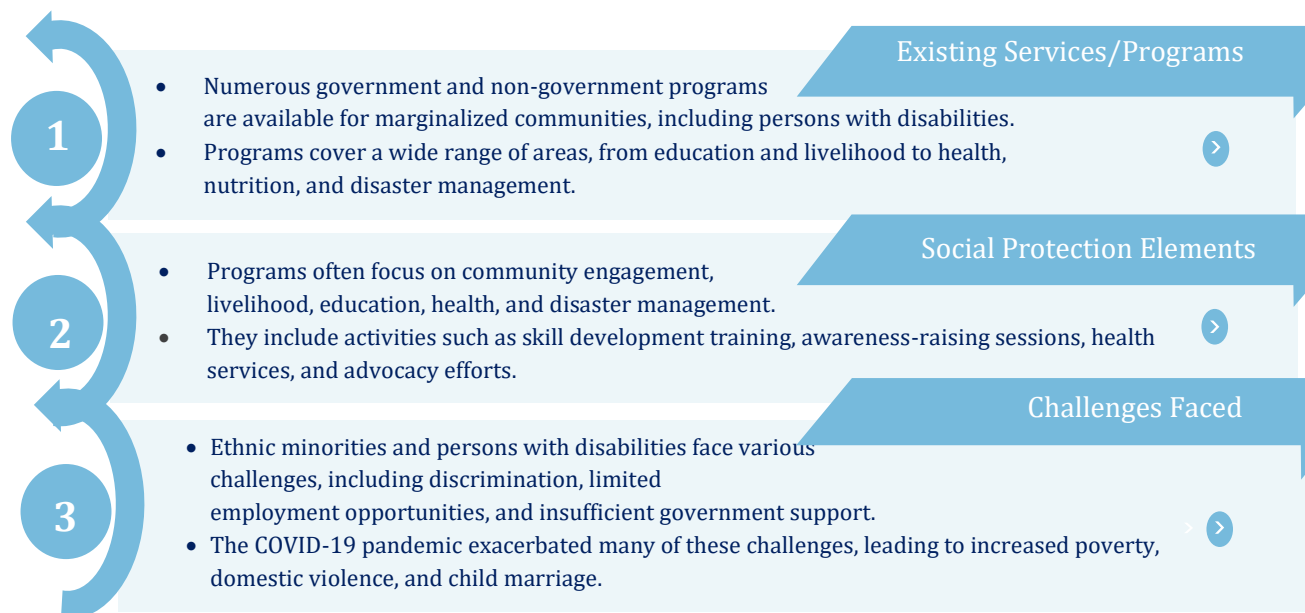 Existing Services/Programs
1
• Numerous government and non-government programs
are available for marginalized communities, including persons with disabilities.
• Programs cover a wide range of areas, from education and livelihood to health,
nutrition, and disaster management.
Social Protection Elements
2
• Programs often focus on community engagement,
livelihood, education, health, and disaster management.
• They include activities such as skill development training, awareness-raising sessions, health
services, and advocacy efforts.
Challenges Faced
3
• Ethnic minorities and persons with disabilities face various
challenges, including discrimination, limited
employment opportunities, and insufficient government support.
• The COVID-19 pandemic exacerbated many of these challenges, leading to increased poverty,
domestic violence, and child marriage.